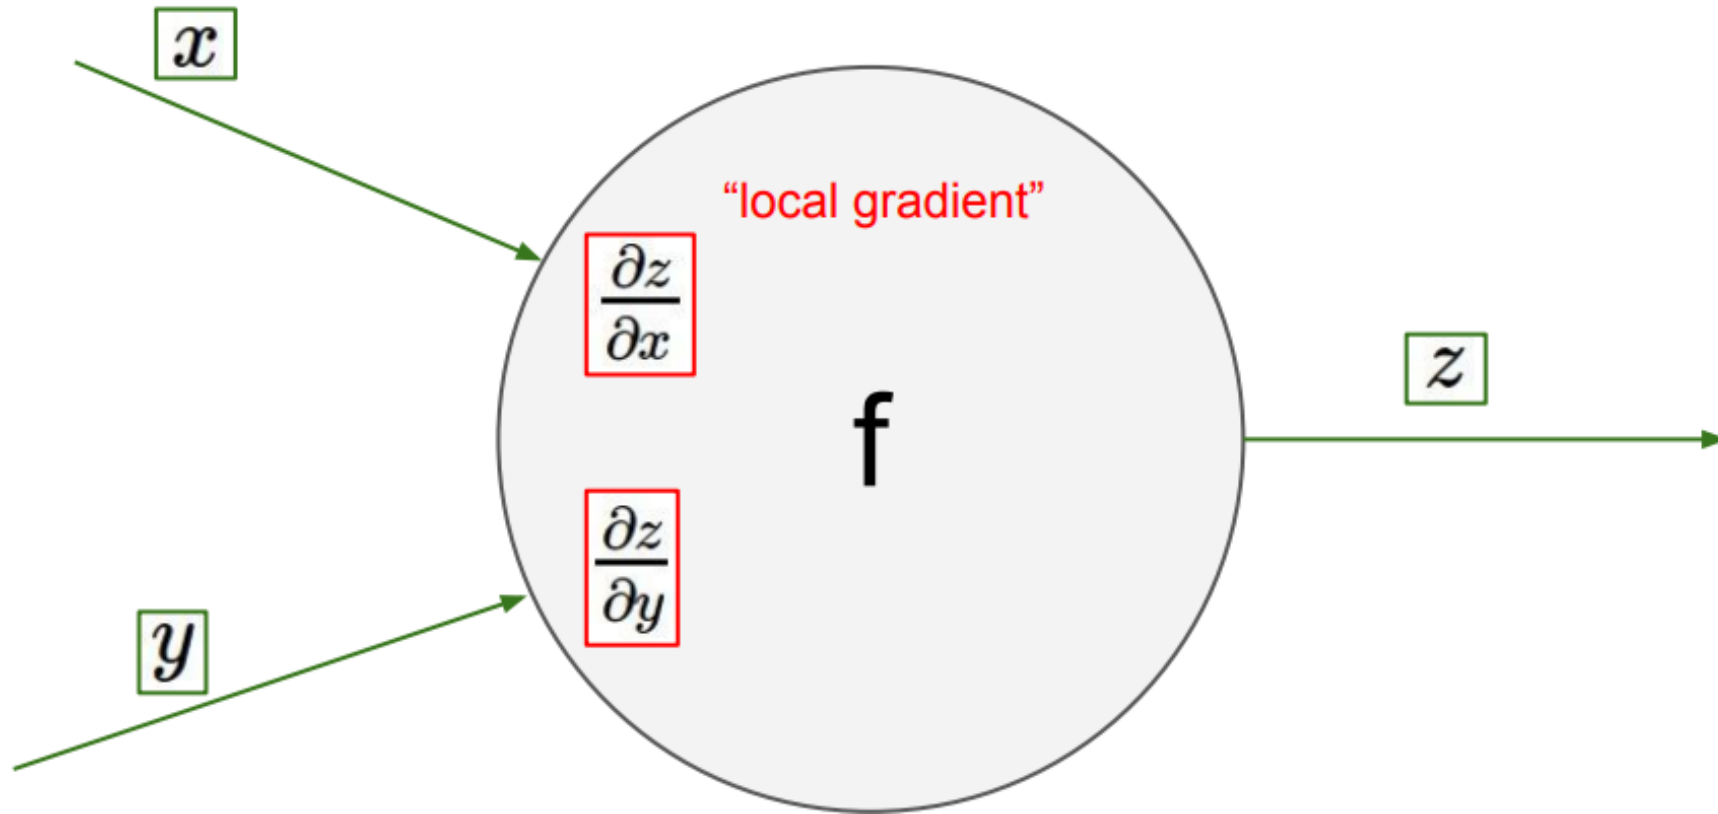 x
“local gradient”
∂z
∂x
f
z
∂z
∂y
y